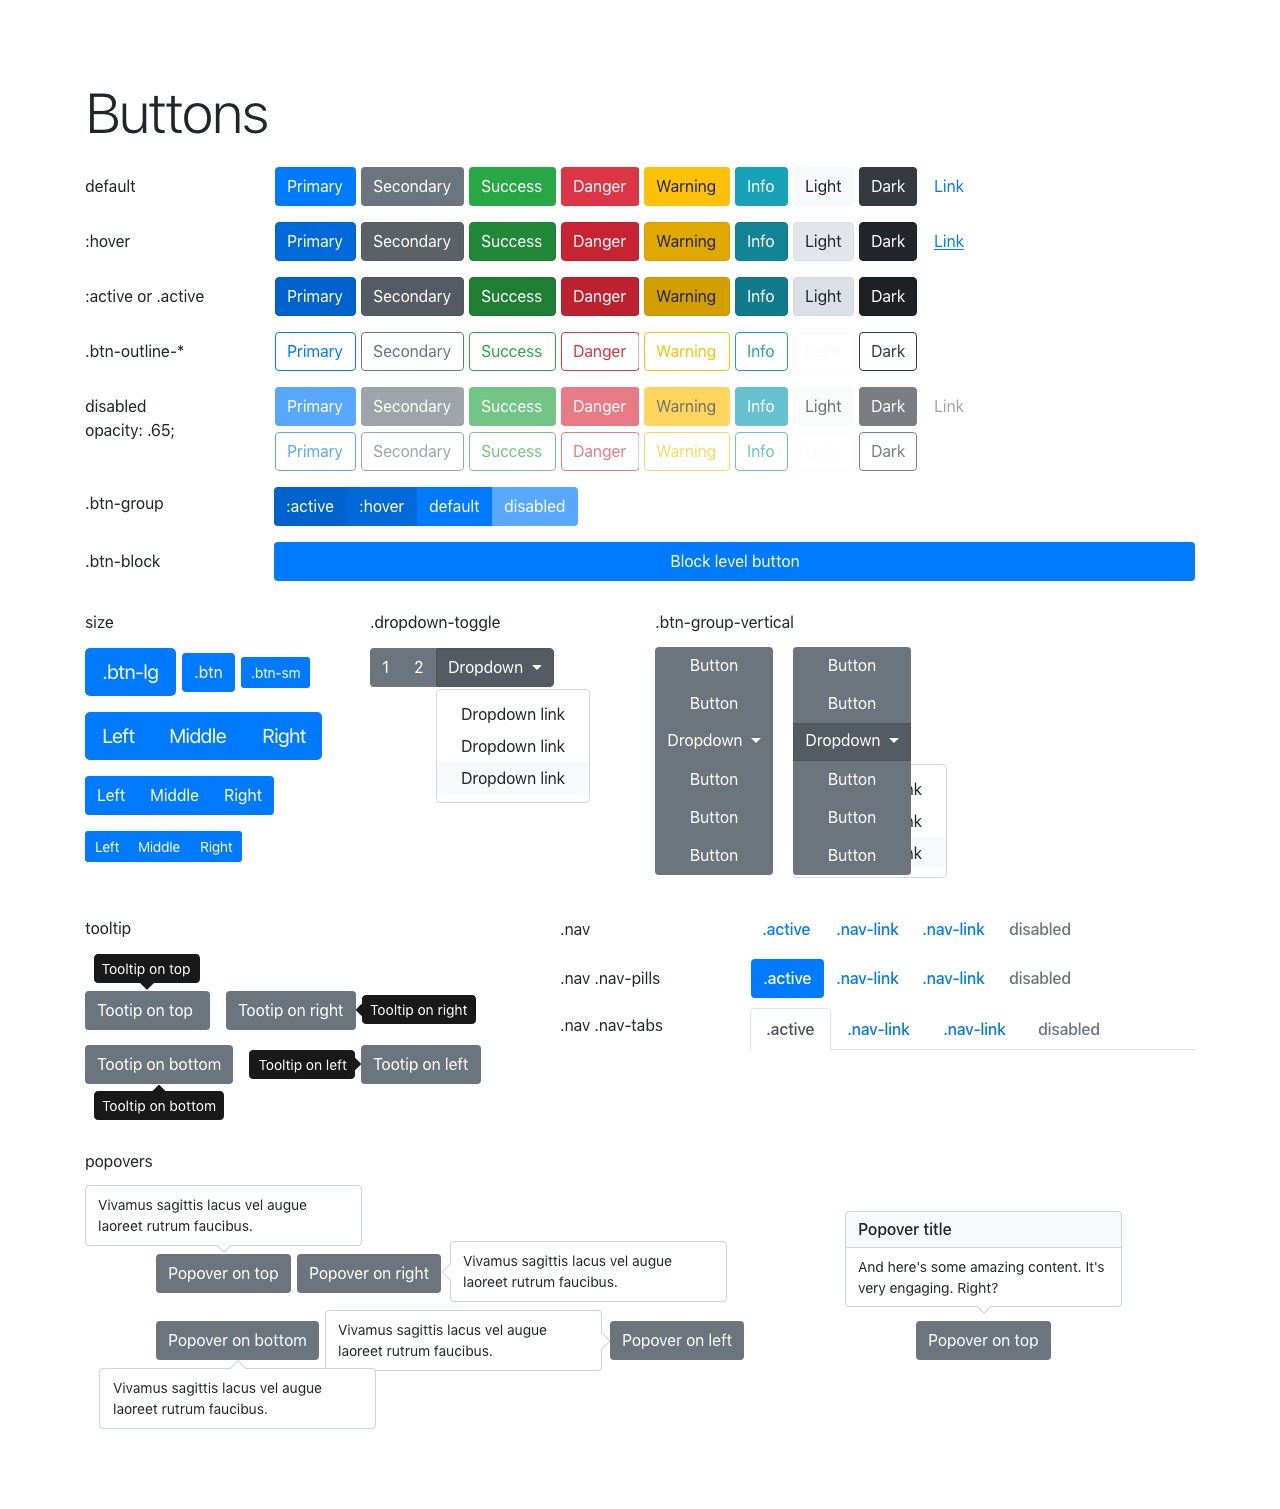 Buttons
default Primary Secondary Success Danger Warning Info Light Dark Link
:hover Primary Secondary Success Danger Warning Info Light Dark Link
:active or .active Primary Secondary Success Danger Warning Info Light Dark
.btn-outline-* Primary Secondary Success Danger Warning Info Light Dark
disabled Primary Secondary Success Danger Warning Info Light Dark Link
opacity: .65;
Primary Secondary Success Danger Warning Info Dark
.btn-group :active :hover default disabled
.btn-block Block level button
size
.btn-lg .btn .btn-sm
Left Middle Right
Left Middle Right
Left Middle Right
.dropdown-toggle
1 2 Dropdown
Dropdown link
Dropdown link
Dropdown link
.btn-group-vertical
Button Button
Button Button
Dropdown Dropdown
Button Button nk
Button Button nk
Button Button nk
tooltip
Tooltip on top
Tootip on top Tootip on right Tooltip on right
Tootip on bottom Tooltip on left Tootip on left
Tooltip on bottom
.nav .active .nav-link .nav-link disabled
.nav .nav-pills .active .nav-link .nav-link disabled
.nav .nav-tabs .active .nav-link .nav-link disabled
popovers
Vivamus sagittis lacus vel augue
laoreet rutrum faucibus.
Popover on top Popover on right
Vivamus sagittis lacus vel augue
laoreet rutrum faucibus.
Popover on bottom
Vivamus sagittis lacus vel augue
laoreet rutrum faucibus.
Popover on left
Vivamus sagittis lacus vel augue
laoreet rutrum faucibus.
Popover title
And here's some amazing content. It's
very engaging. Right?
Popover on top